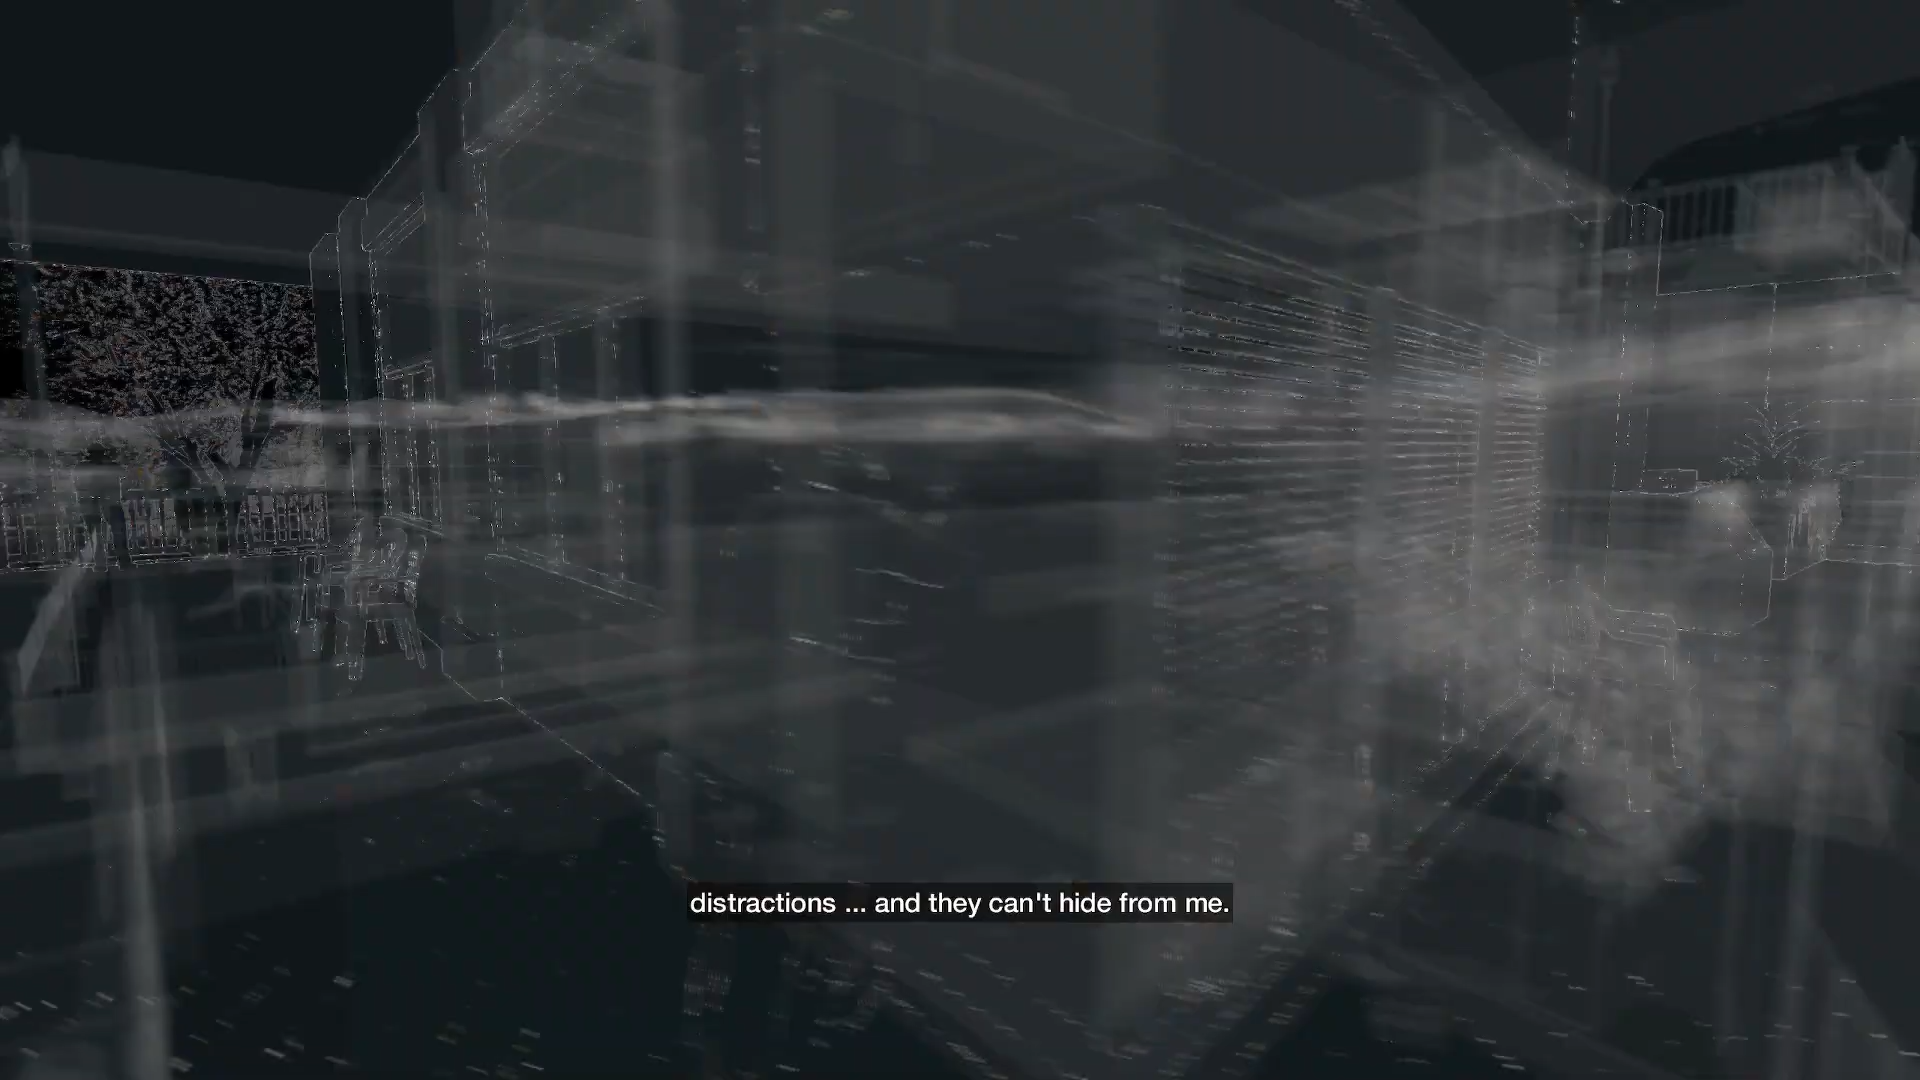 distractions ... and they can't hide from me.